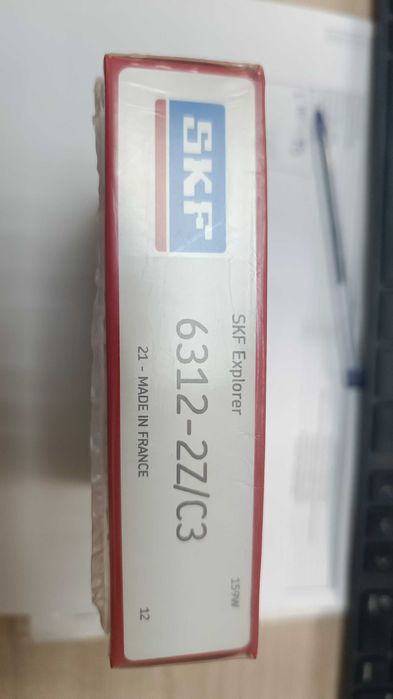 SKF
SKF Explorer
159W
6312-2Z/C3
21 - MADE IN FRANCE
12